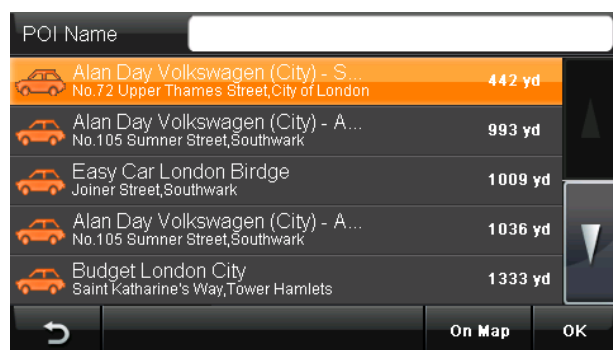 POI Name
Alan Day Volkswagen (City) - S...
No.72 Upper Thames Street,City of London
442 yd
Alan Day Volkswagen (City) - A...
No.105 Sumner Street,Southwark
993 yd
Easy Car London Birdge
Joiner Street,Southwark
1009 yd
Alan Day Volkswagen (City) - A...
No.105 Sumner Street,Southwark
1036 yd
Budget London City
Saint Katharine's Way,Tower Hamlets
1333 yd
On Map
OK